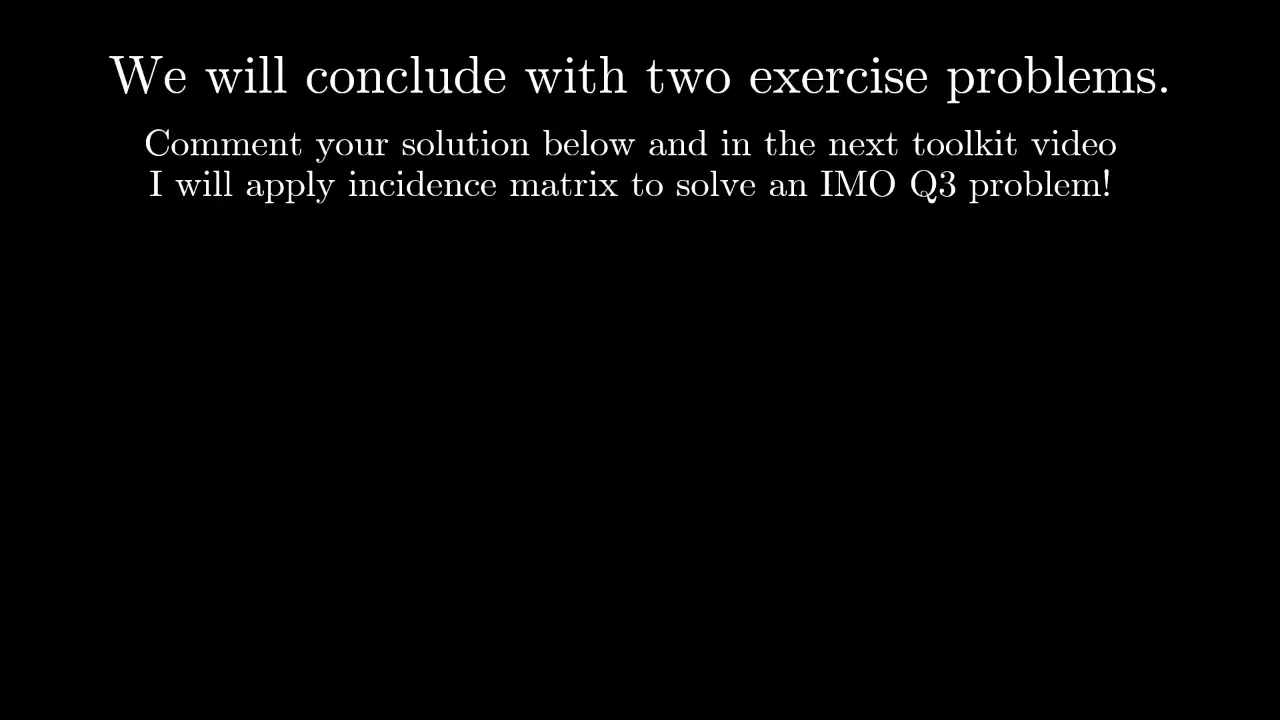 We will conclude with two exercise problems.
Comment your solution below and in the next toolkit video
I will apply incidence matrix to solve an IMO Q3 problem!